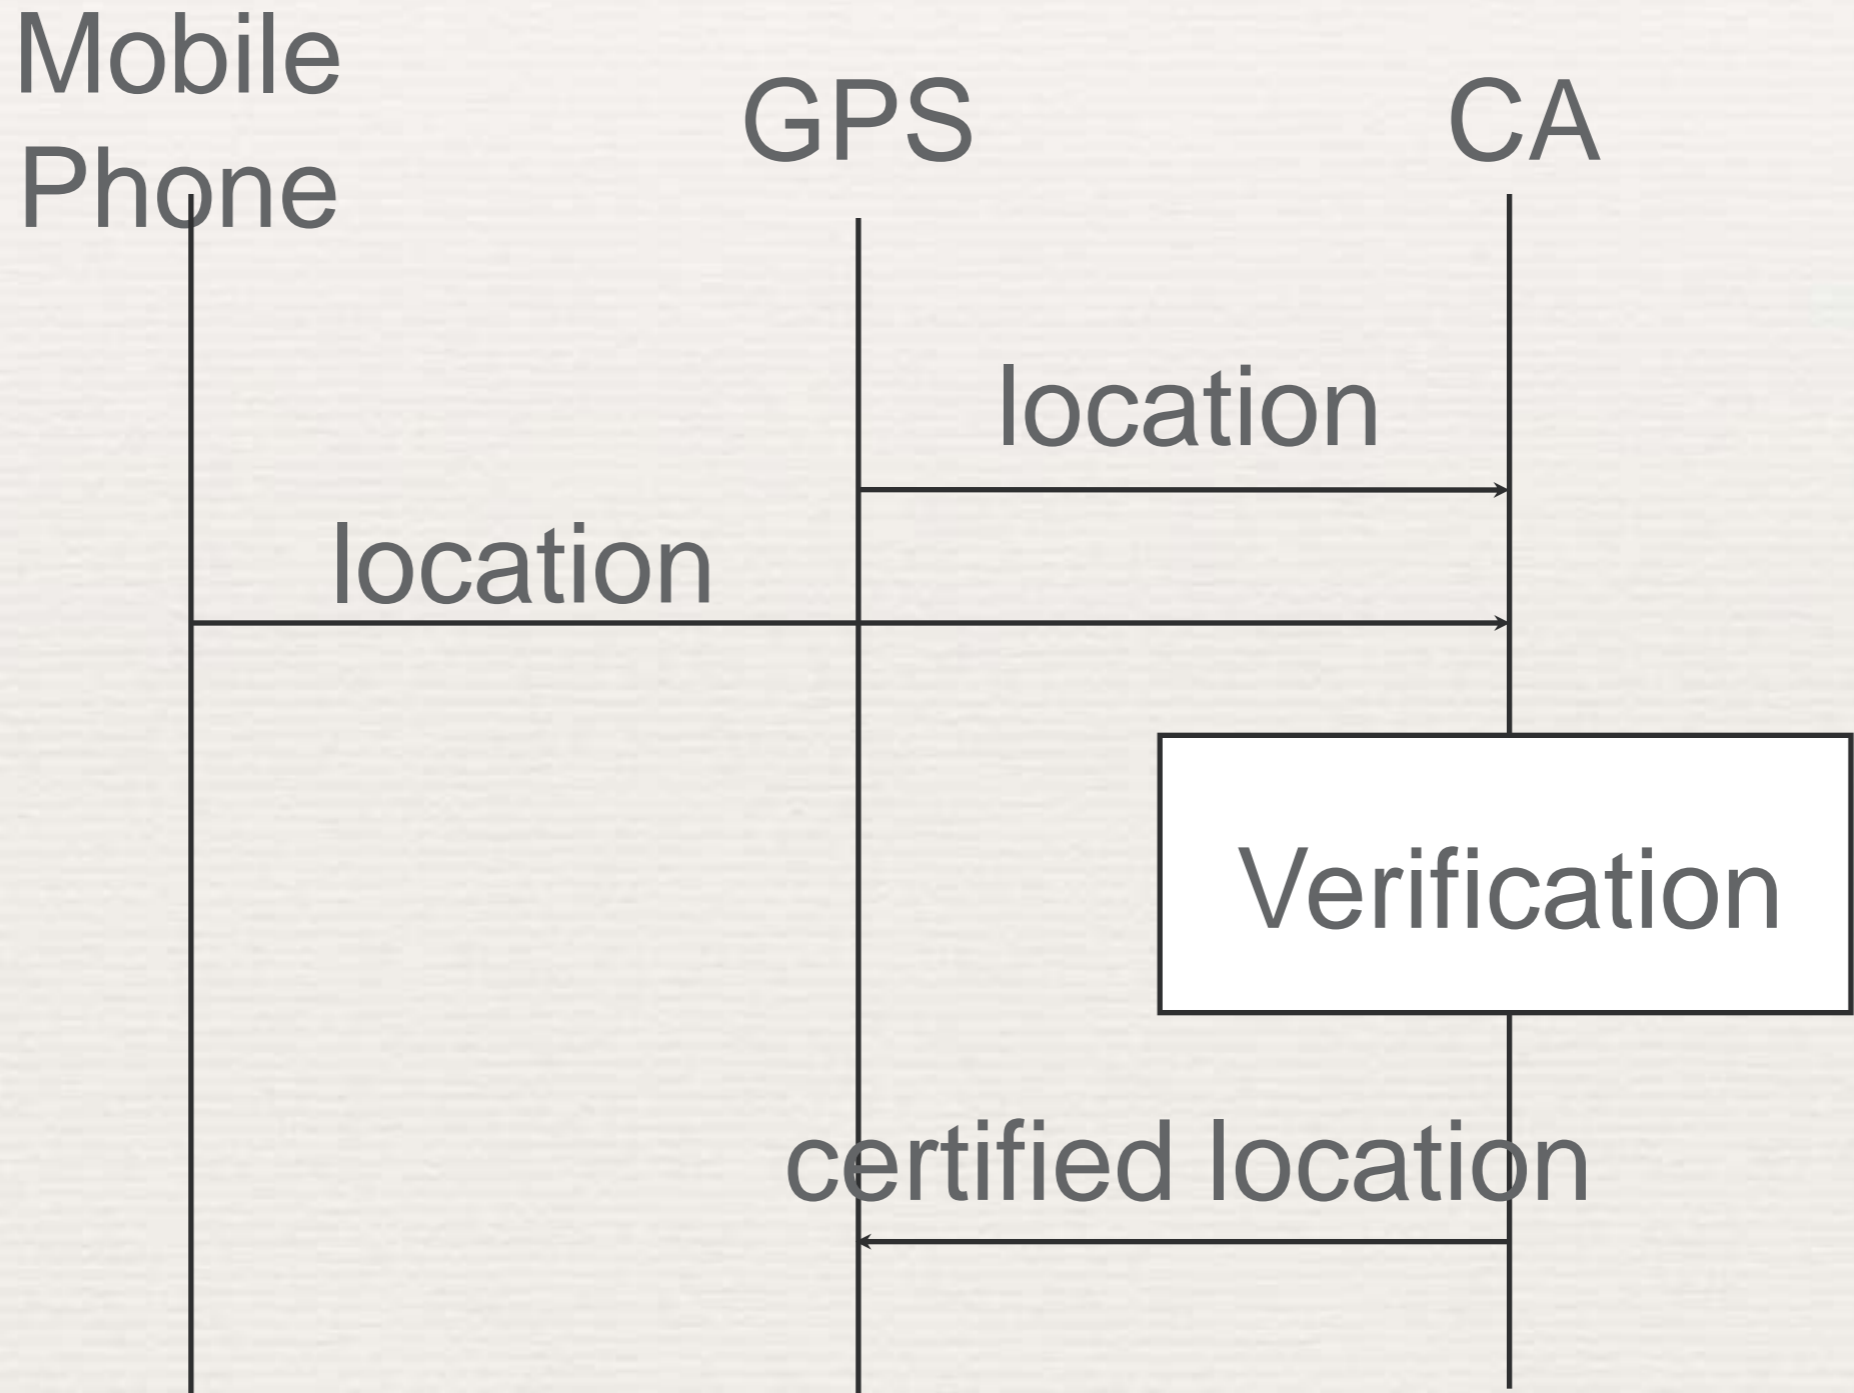 Mobile
Phone
GPS
CA
location
location
Verification
certified location